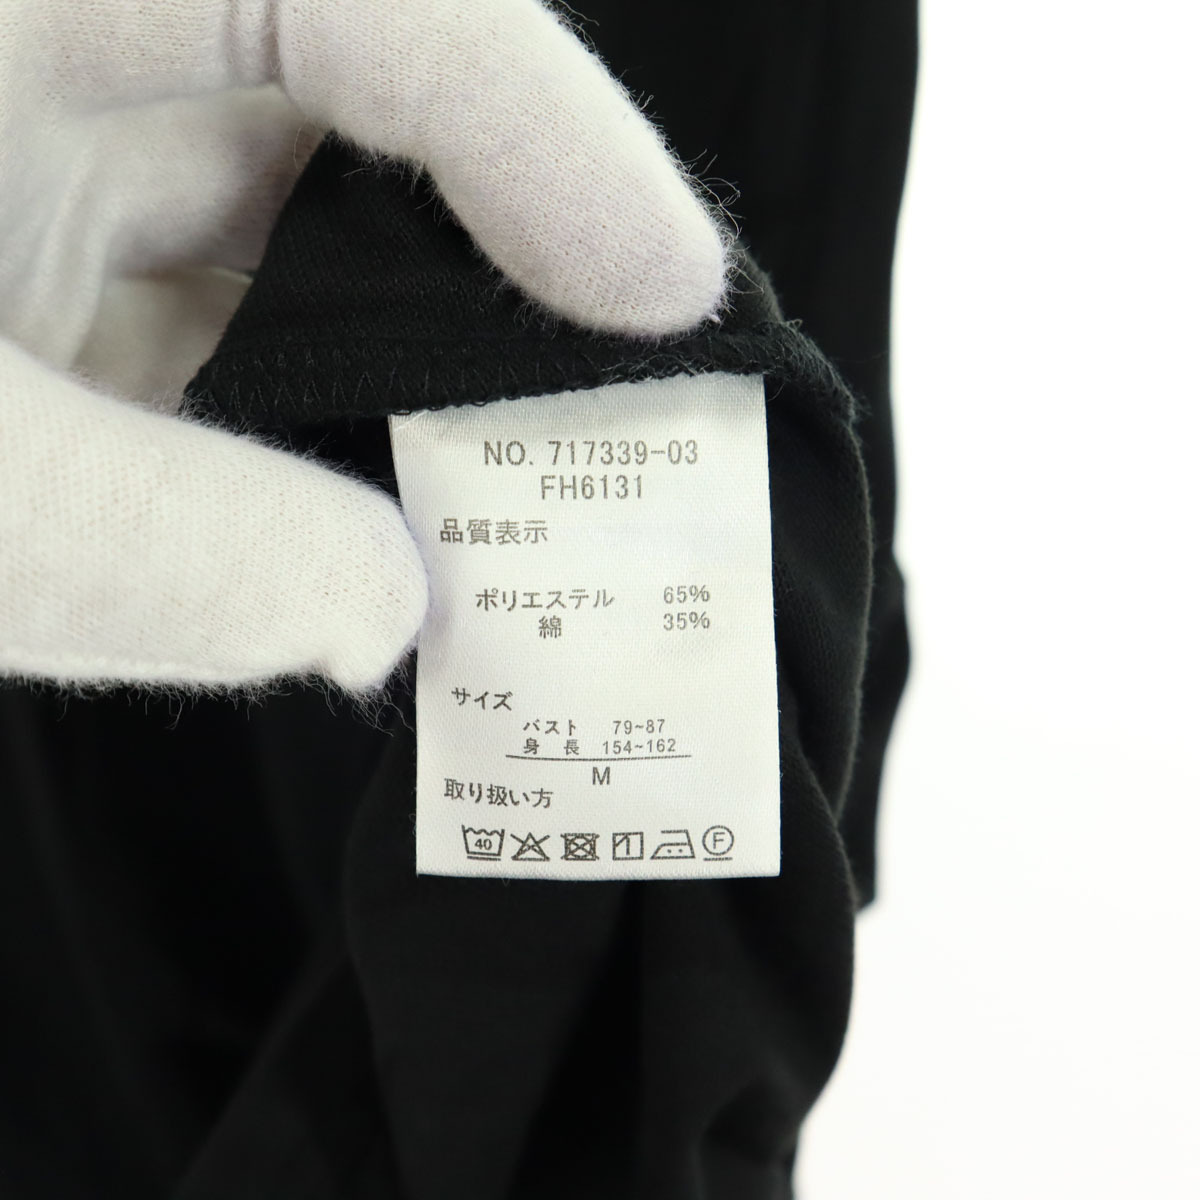 NO. 717339-03
FH6131
品質表示
ポリエステル 65%
綿 35%
サイズ
バスト 79~87
身長 154~162
M
取り扱い方
40 F